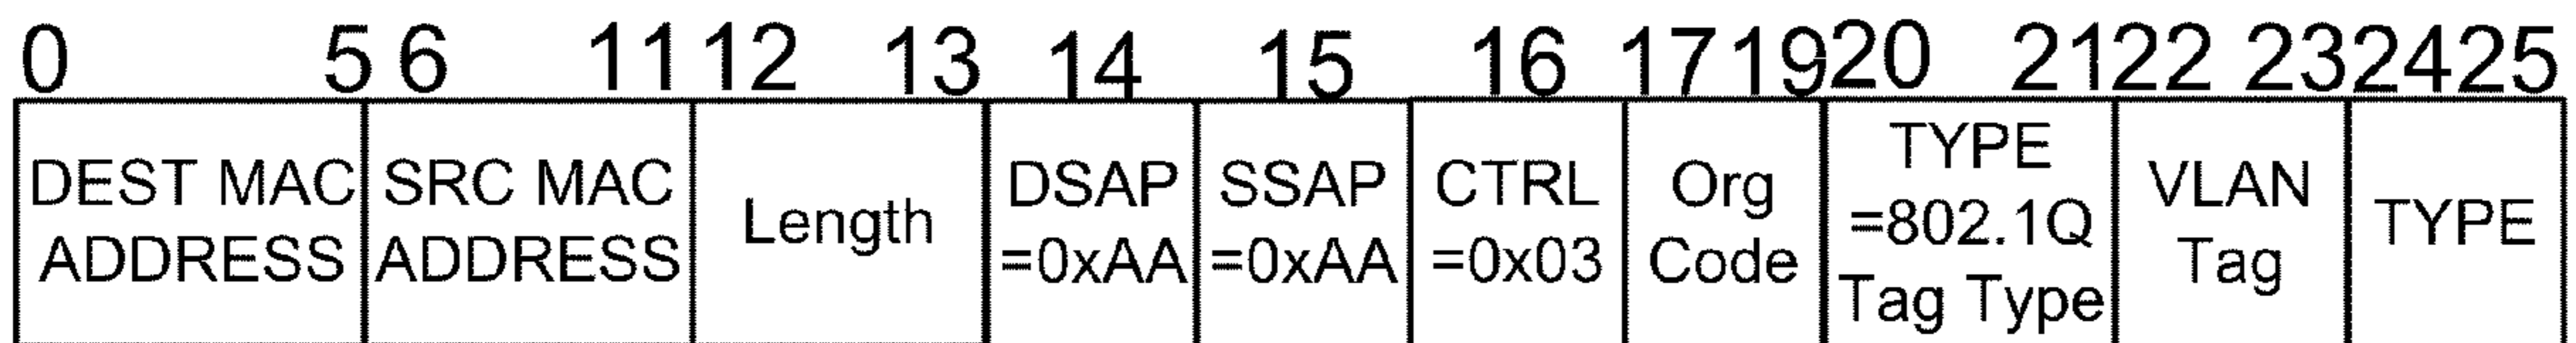 0 5 6 11 12 13 14 15 16 17 19 20 21 22 23 24 25
DEST MAC ADDRESS
SRC MAC ADDRESS
Length
DSAP =0xAA
SSAP =0xAA
CTRL =0x03
Org Code
TYPE =802.1Q Tag Type
VLAN Tag
TYPE